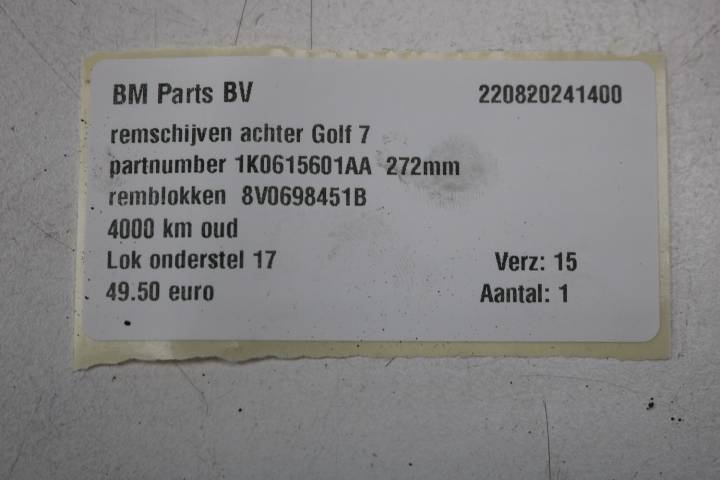 BM Parts BV 220820241400
remschijven achter Golf 7
partnumber 1K0615601AA 272mm
remblokken 8V0698451B
4000 km oud
Lok onderstel 17 Verz: 15
49.50 euro Aantal: 1